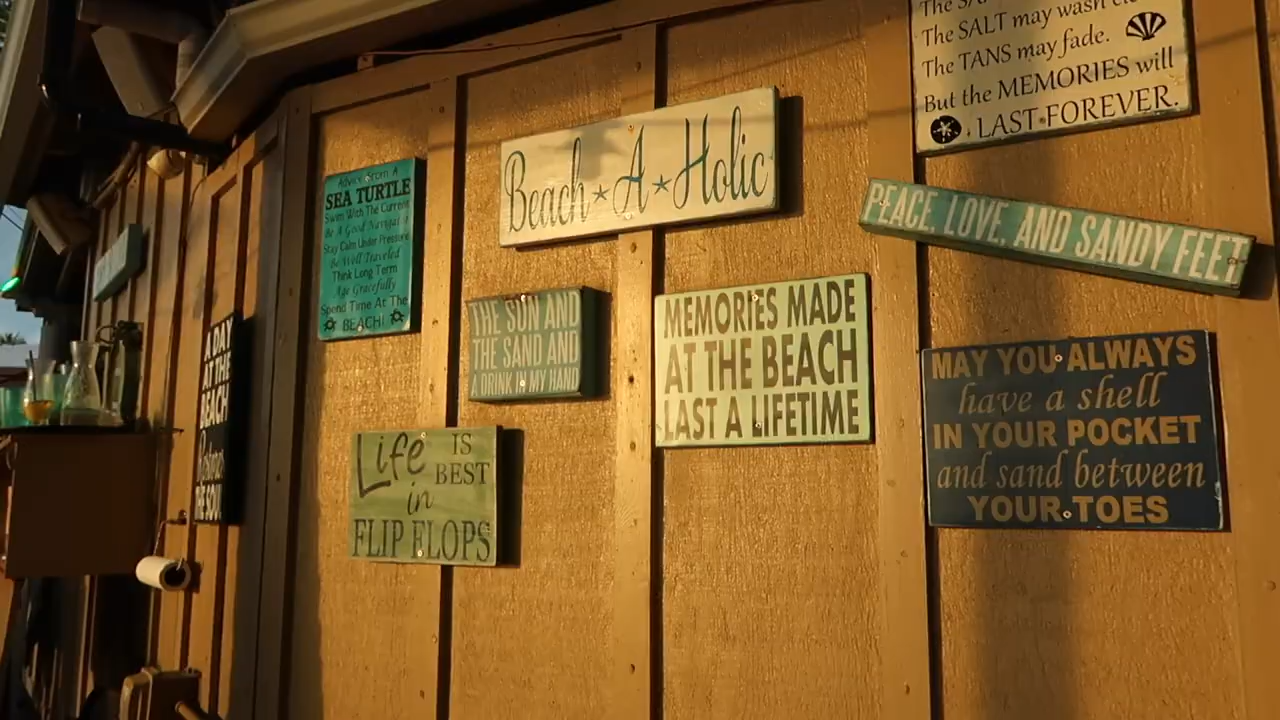 The SALT may wash
The TANS may fade.
But the MEMORIES will
LAST FOREVER.
Beach★A★Holic
Advice From A
SEA TURTLE
Swim With The Current
Be A Good Navigator
Stay Calm Under Pressure
Be Well Traveled
Think Long Term
Age Gracefully
Spend Time At The
BEACH!
PEACE, LOVE, AND SANDY FEET
THE SUN AND
THE SAND AND
A DRINK IN MY HAND
MEMORIES MADE
AT THE BEACH
LAST A LIFETIME
MAY YOU ALWAYS
have a shell
IN YOUR POCKET
and sand between
YOUR TOES
Life IS
BEST
in
FLIP FLOPS
A DAY
AT THE
BEACH
THE SOUL